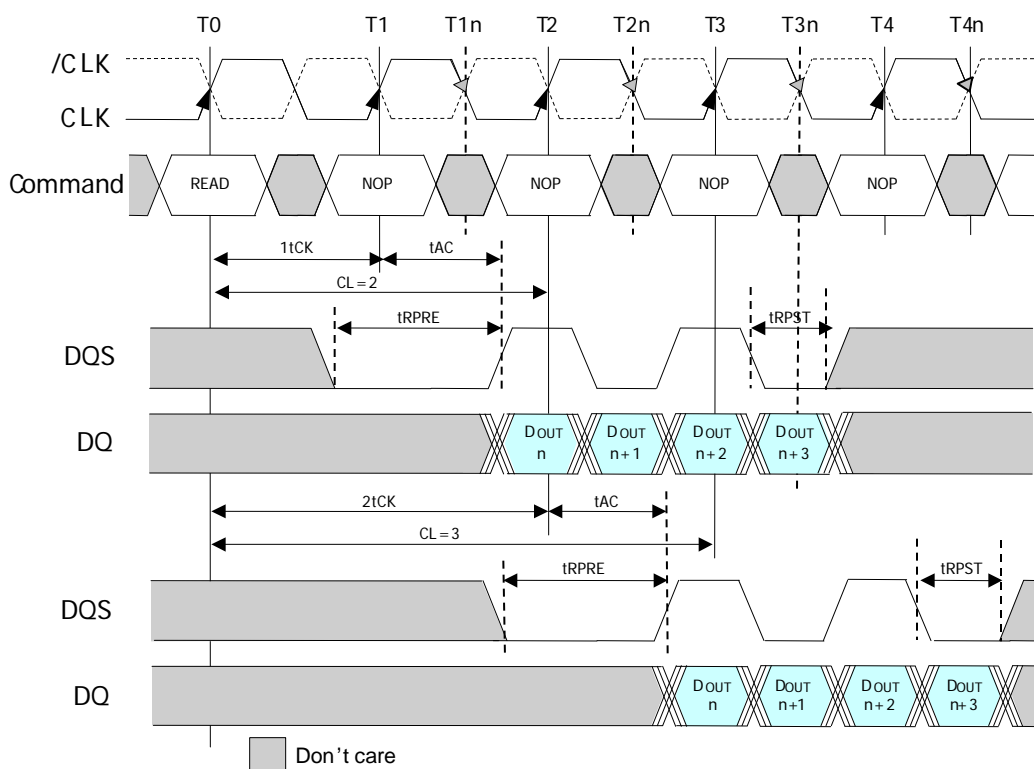 T0 T1 T1n T2 T2n T3 T3n T4 T4n
/CLK
CLK
Command READ NOP NOP NOP NOP
1tCK tAC
CL=2
tRPRE tRPST
DQS
DQ DOUT n DOUT n+1 DOUT n+2 DOUT n+3
2tCK tAC
CL=3
tRPRE tRPST
DQS
DQ DOUT n DOUT n+1 DOUT n+2 DOUT n+3
Don't care